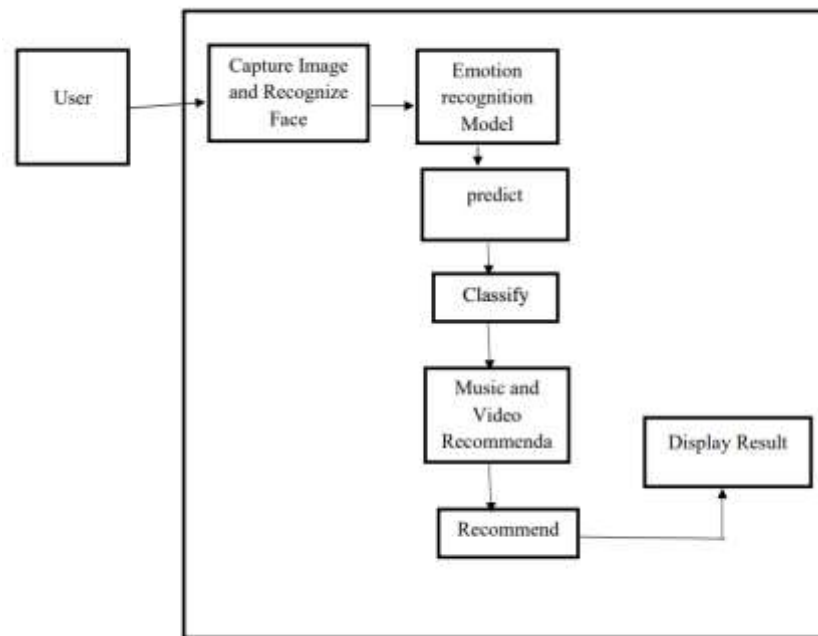 User
Capture Image
and Recognize
Face
Emotion
recognition
Model
predict
Classify
Music and
Video
Recommenda
Recommend
Display Result